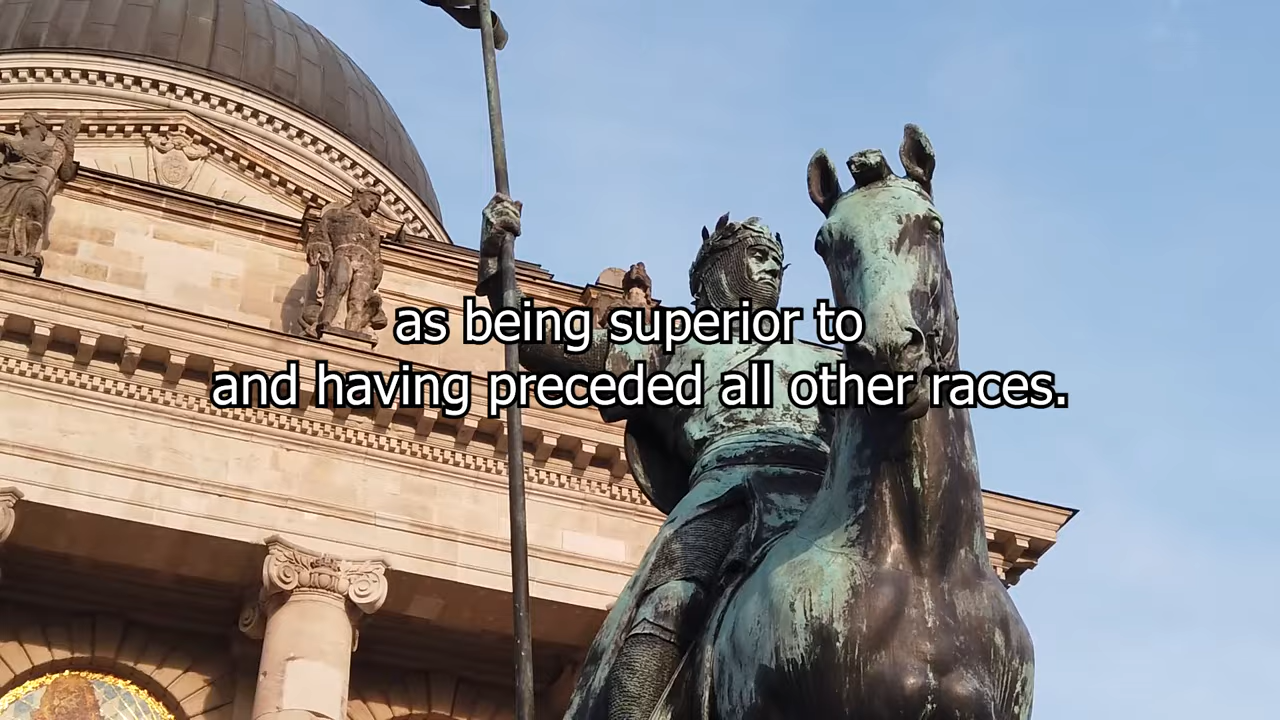 as being superior to
and having preceded all other races.